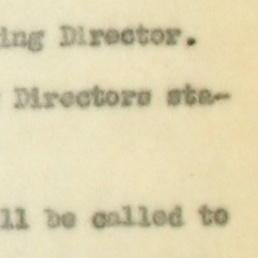 ing Director.
Directors sta-
ll be called to